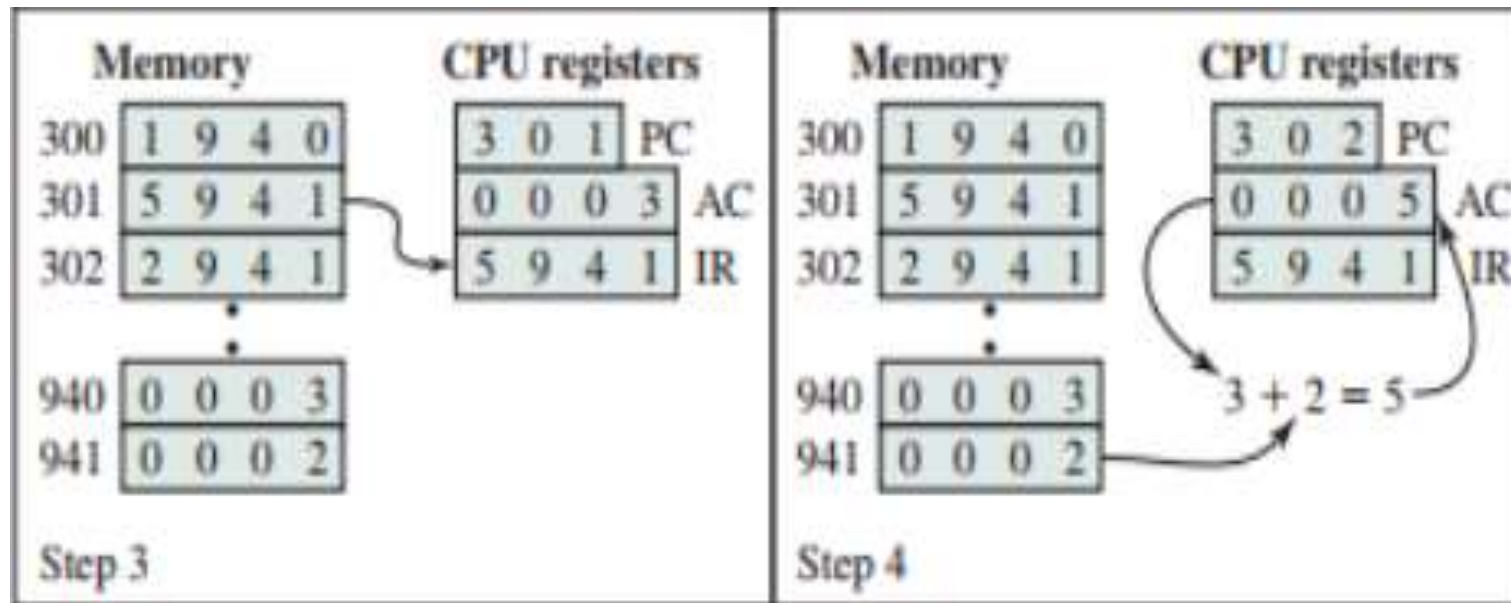 Memory CPU registers
300 1 9 4 0 3 0 1 PC
301 5 9 4 1 0 0 0 3 AC
302 2 9 4 1 5 9 4 1 IR
940 0 0 0 3
941 0 0 0 2
Step 3
Memory CPU registers
300 1 9 4 0 3 0 2 PC
301 5 9 4 1 0 0 0 5 AC
302 2 9 4 1 5 9 4 1 IR
940 0 0 0 3 3 + 2 = 5
941 0 0 0 2
Step 4